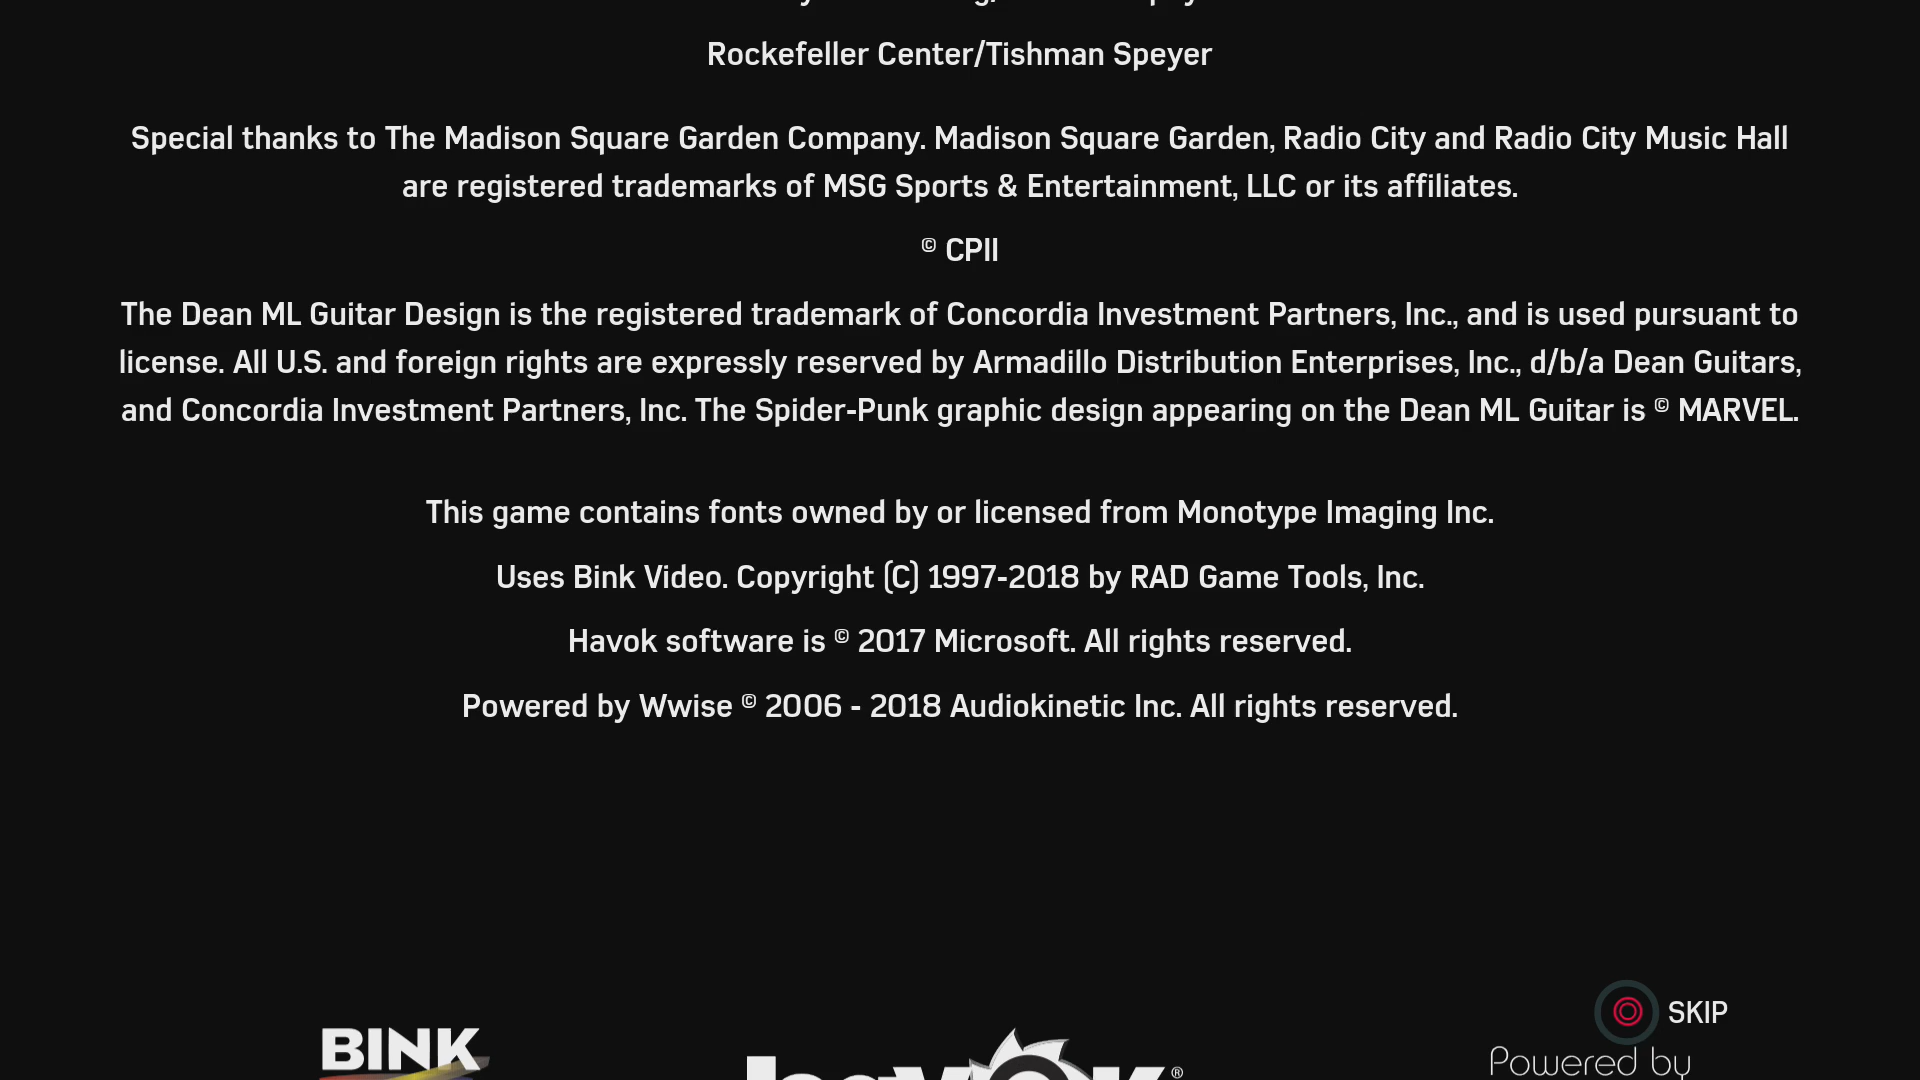 Rockefeller Center/Tishman Speyer
Special thanks to The Madison Square Garden Company. Madison Square Garden, Radio City and Radio City Music Hall
are registered trademarks of MSG Sports & Entertainment, LLC or its affiliates.
© CPII
The Dean ML Guitar Design is the registered trademark of Concordia Investment Partners, Inc., and is used pursuant to
license. All U.S. and foreign rights are expressly reserved by Armadillo Distribution Enterprises, Inc., d/b/a Dean Guitars,
and Concordia Investment Partners, Inc. The Spider-Punk graphic design appearing on the Dean ML Guitar is © MARVEL.
This game contains fonts owned by or licensed from Monotype Imaging Inc.
Uses Bink Video. Copyright (C) 1997-2018 by RAD Game Tools, Inc.
Havok software is © 2017 Microsoft. All rights reserved.
Powered by Wwise © 2006 - 2018 Audiokinetic Inc. All rights reserved.
SKIP
BINK
havok®
Powered by